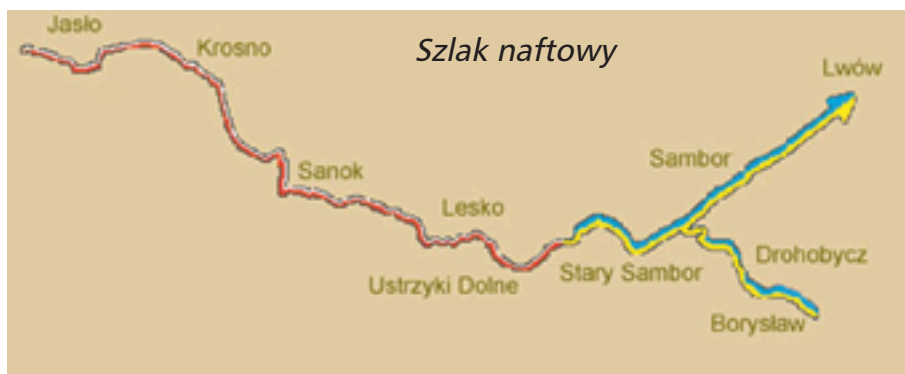 Jasło
Krosno
Szlak naftowy
Lwów
Sanok
Sambor
Lesko
Ustrzyki Dolne
Stary Sambor
Drohobycz
Borysław